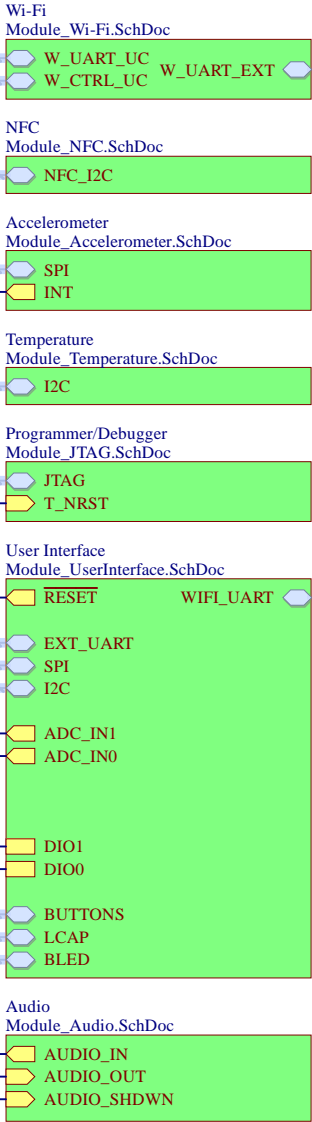 Wi-Fi
Module_Wi-Fi.SchDoc
W_UART_UC
W_UART_EXT
W_CTRL_UC
NFC
Module_NFC.SchDoc
NFC_I2C
Accelerometer
Module_Accelerometer.SchDoc
SPI
INT
Temperature
Module_Temperature.SchDoc
I2C
Programmer/Debugger
Module_JTAG.SchDoc
JTAG
T_NRST
User Interface
Module_UserInterface.SchDoc
RESET WIFI_UART
EXT_UART
SPI
I2C
ADC_IN1
ADC_IN0
DIO1
DIO0
BUTTONS
LCAP
BLED
Audio
Module_Audio.SchDoc
AUDIO_IN
AUDIO_OUT
AUDIO_SHDWN